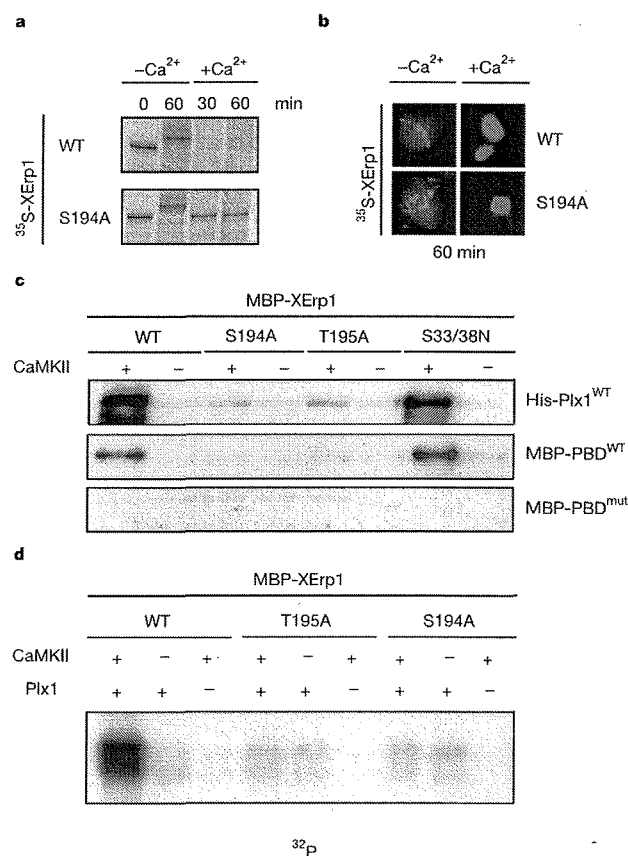 a
−Ca2+ +Ca2+
0 60 30 60 min
35S-XErp1
WT
S194A
b
−Ca2+ +Ca2+
35S-XErp1
WT
S194A
60 min
c
MBP-XErp1
WT S194A T195A S33/38N
CaMKII + − + − + − + −
His-Plx1WT
MBP-PBDWT
MBP-PBDmut
d
MBP-XErp1
WT T195A S194A
CaMKII + − + + − + + − +
Plx1 + + − + + − + + −
32P